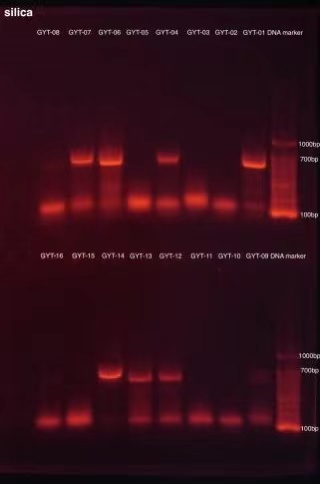 silica
GYT-08 GYT-07 GYT-06 GYT-05 GYT-04 GYT-03 GYT-02 GYT-01 DNA marker
1000bp
700bp
100bp
GYT-16 GYT-15 GYT-14 GYT-13 GYT-12 GYT-11 GYT-10 GYT-09 DNA marker
1000bp
700bp
100bp